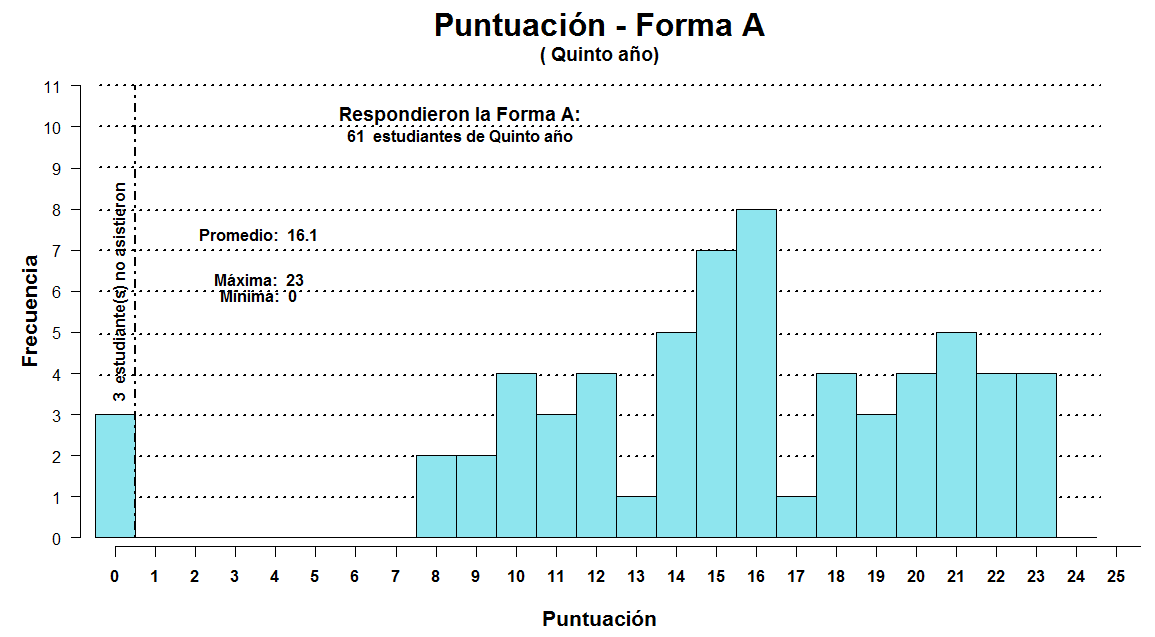 Puntuación - Forma A
( Quinto año)
Respondieron la Forma A:
61 estudiantes de Quinto año
3 estudiante(s) no asistieron
Promedio: 16.1
Máxima: 23
Mínima: 0
Frecuencia
11
10
9
8
7
6
5
4
3
2
1
0
0 1 2 3 4 5 6 7 8 9 10 11 12 13 14 15 16 17 18 19 20 21 22 23 24 25
Puntuación